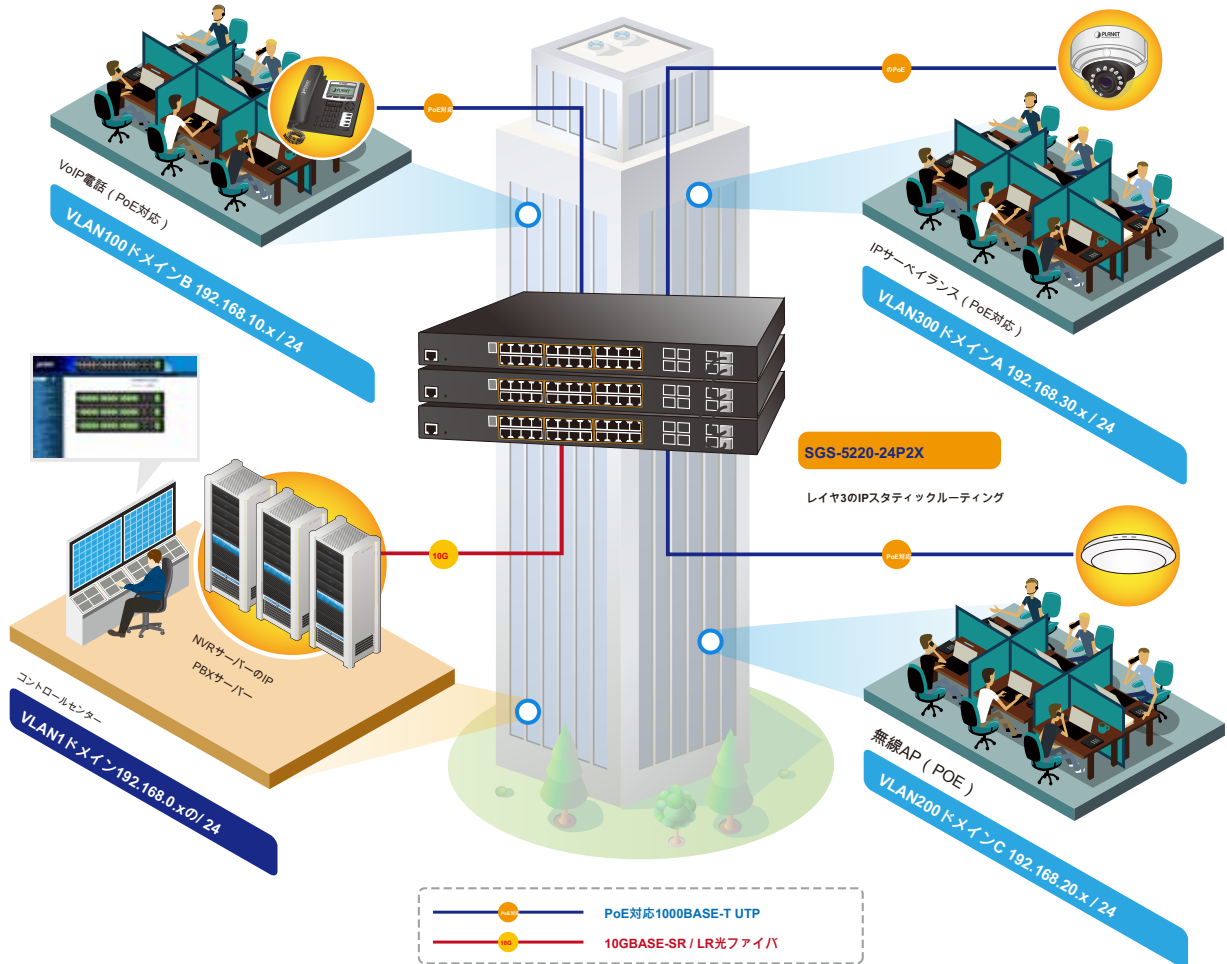 PoE対応
のPoE
PLANET
PLANET
VoIP電話 ( PoE対応 )
VLAN100ドメインB 192.168.10.x / 24
IPサーベイランス ( PoE対応 )
VLAN300ドメインA 192.168.30.x / 24
SGS-5220-24P2X
レイヤ3のIPスタティックルーティング
10G
PoE対応
NVRサーバーのIP
PBXサーバー
コントロールセンター
VLAN1ドメイン192.168.0.xの/ 24
無線AP ( POE )
VLAN200ドメインC 192.168.20.x / 24
PoE対応
PoE対応1000BASE-T UTP
10G
10GBASE-SR / LR光ファイバ